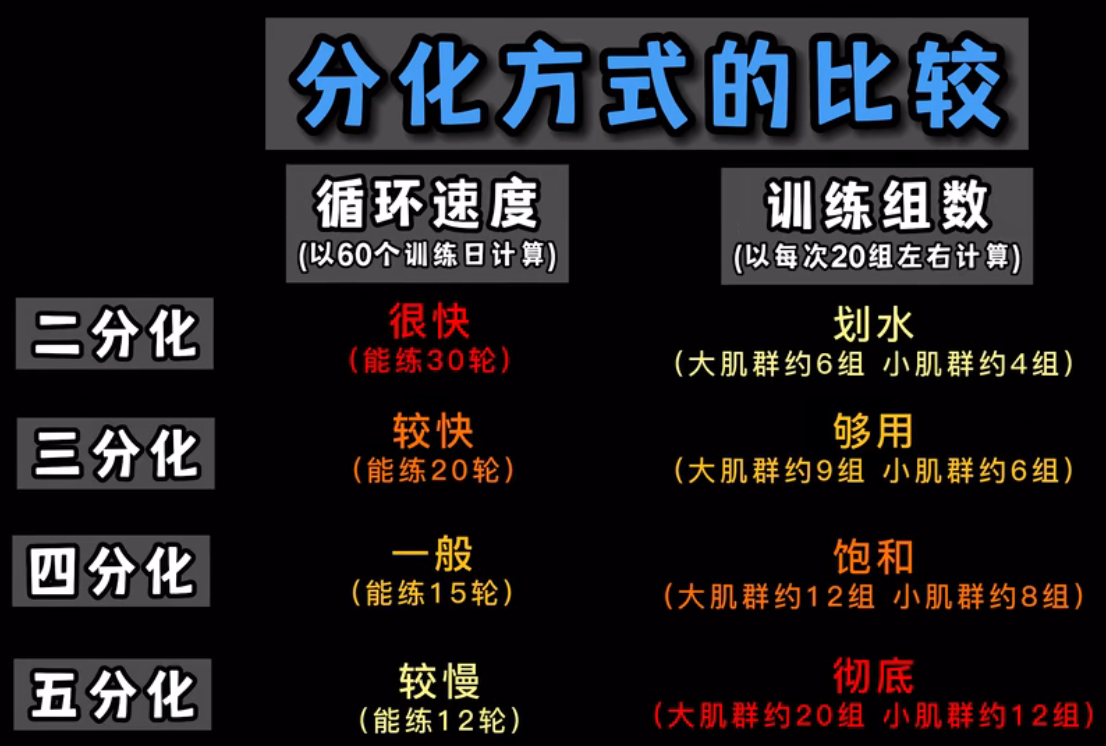 分化方式的比较
循环速度
(以60个训练日计算)
训练组数
(以每次20组左右计算)
二分化
很快
(能练30轮)
划水
(大肌群约6组 小肌群约4组)
三分化
较快
(能练20轮)
够用
(大肌群约9组 小肌群约6组)
四分化
一般
(能练15轮)
饱和
(大肌群约12组 小肌群约8组)
五分化
较慢
(能练12轮)
彻底
(大肌群约20组 小肌群约12组)